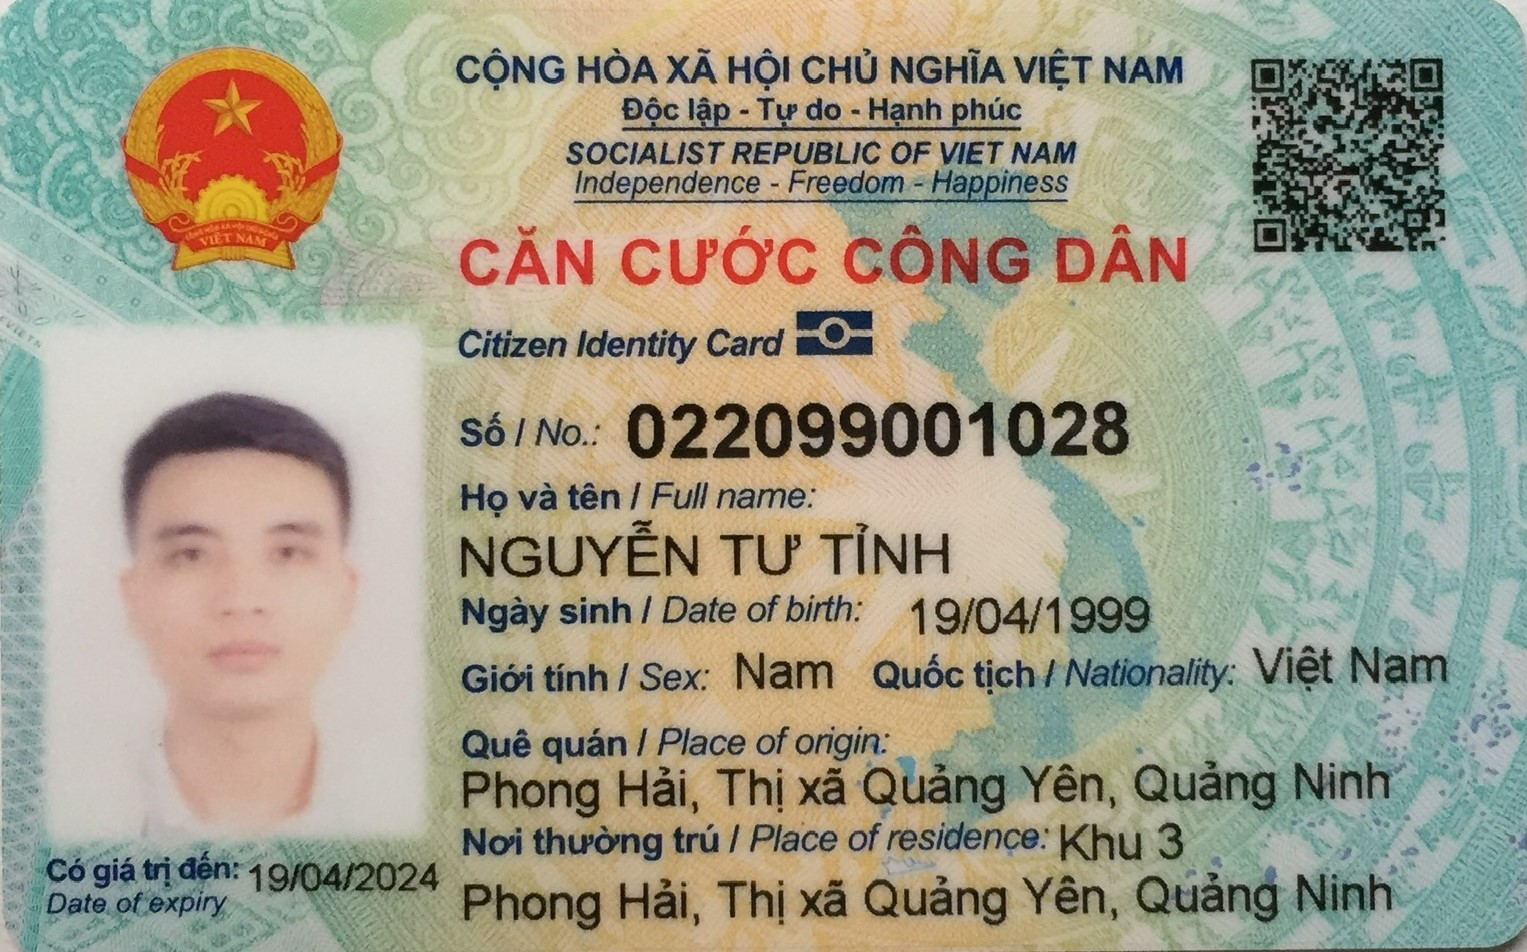 CỘNG HÒA XÃ HỘI CHỦ NGHĨA VIỆT NAM
Độc lập - Tự do - Hạnh phúc
SOCIALIST REPUBLIC OF VIET NAM
Independence - Freedom - Happiness
VIỆT NAM
CĂN CƯỚC CÔNG DÂN
Citizen Identity Card
Số / No.: 022099001028
Họ và tên / Full name:
NGUYỄN TƯ TỈNH
Ngày sinh / Date of birth: 19/04/1999
Giới tính / Sex: Nam Quốc tịch / Nationality: Việt Nam
Quê quán / Place of origin:
Phong Hải, Thị xã Quảng Yên, Quảng Ninh
Nơi thường trú / Place of residence: Khu 3
Phong Hải, Thị xã Quảng Yên, Quảng Ninh
Có giá trị đến: 19/04/2024
Date of expiry